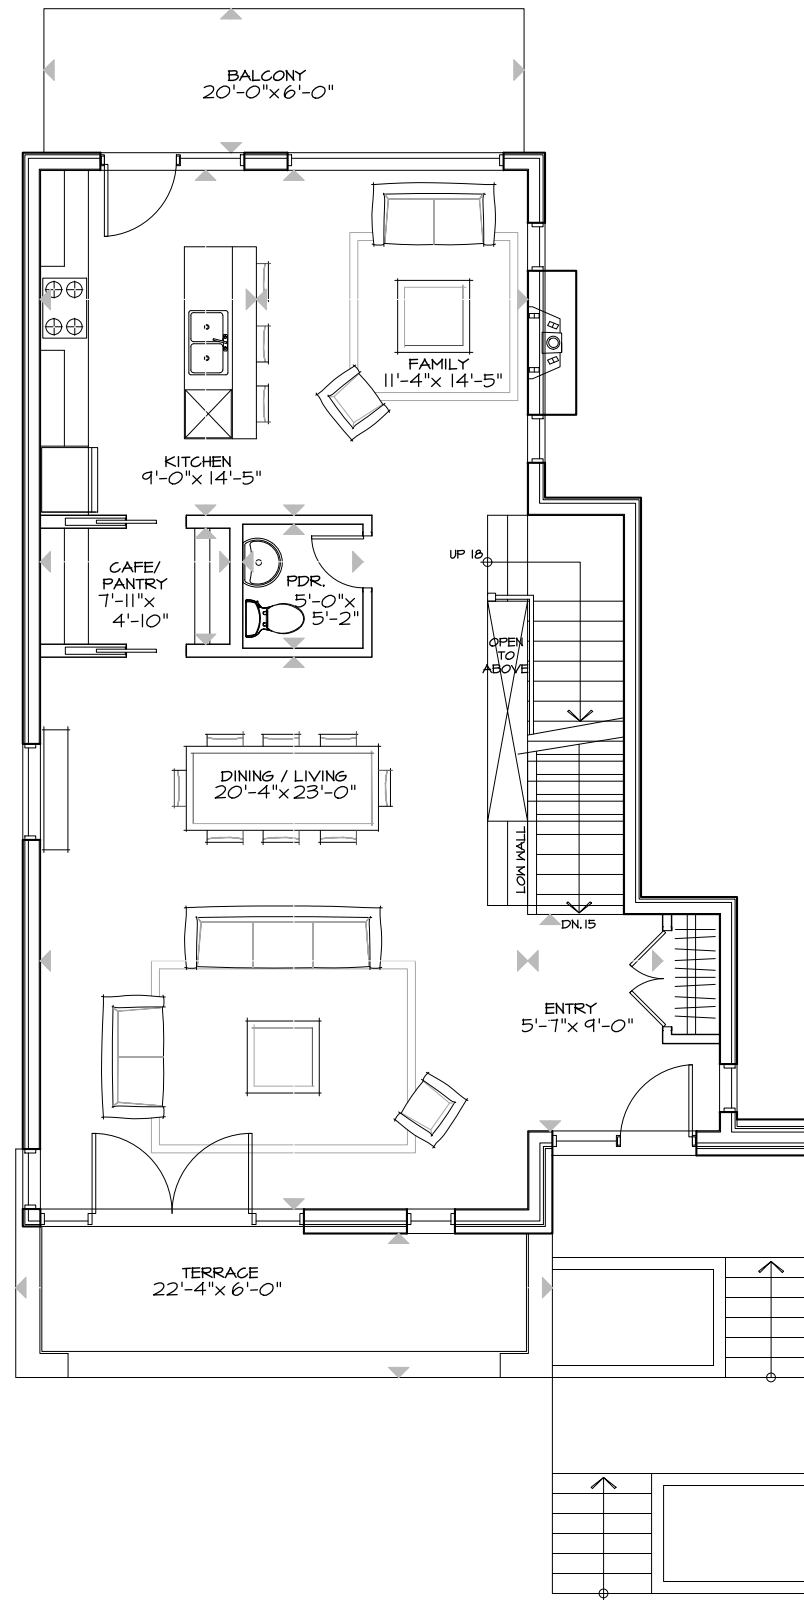 BALCONY
20'-0"x 6'-0"
FAMILY
11'-4"x 14'-5"
KITCHEN
9'-0"x 14'-5"
UP 18
CAFE/
PANTRY
7'-11"x
4'-10"
PDR.
5'-0"x
5'-2"
OPEN
TO
ABOVE
DINING / LIVING
20'-4"x 23'-0"
LOW WALL
DN.15
ENTRY
5'-7"x 9'-0"
TERRACE
22'-4"x 6'-0"